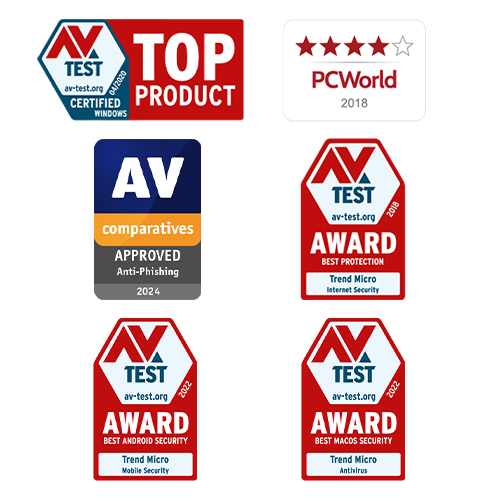 AV
TEST
av-test.org
04/2020
CERTIFIED
WINDOWS
TOP
PRODUCT
PCWorld
2018
AV
comparatives
APPROVED
Anti-Phishing
2024
AV
TEST
av-test.org
2018
AWARD
BEST PROTECTION
Trend Micro
Internet Security
AV
TEST
av-test.org
2022
AWARD
BEST ANDROID SECURITY
Trend Micro
Mobile Security
AV
TEST
av-test.org
2022
AWARD
BEST MACOS SECURITY
Trend Micro
Antivirus